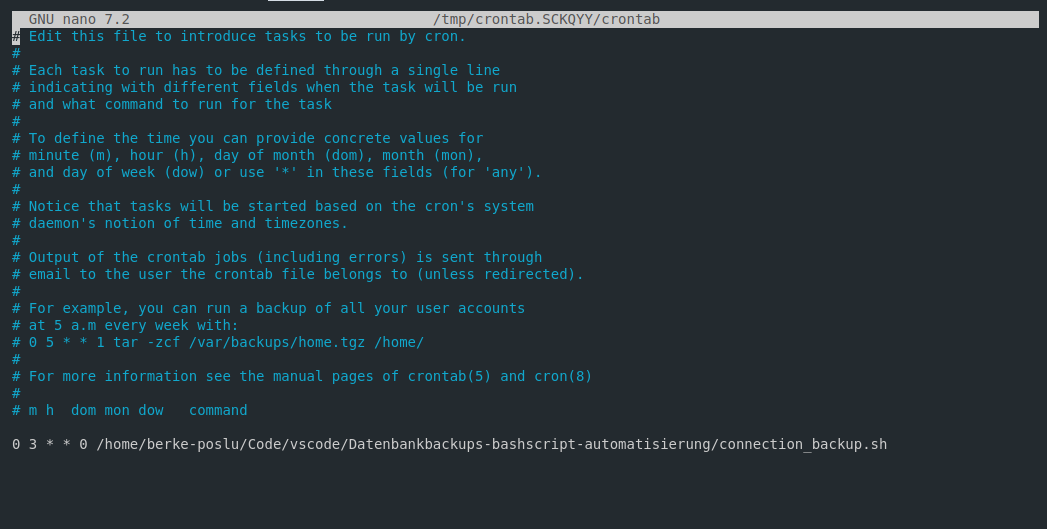 GNU nano 7.2 /tmp/crontab.SCKQYY/crontab
# Edit this file to introduce tasks to be run by cron.
#
# Each task to run has to be defined through a single line
# indicating with different fields when the task will be run
# and what command to run for the task
#
# To define the time you can provide concrete values for
# minute (m), hour (h), day of month (dom), month (mon),
# and day of week (dow) or use '*' in these fields (for 'any').
#
# Notice that tasks will be started based on the cron's system
# daemon's notion of time and timezones.
#
# Output of the crontab jobs (including errors) is sent through
# email to the user the crontab file belongs to (unless redirected).
#
# For example, you can run a backup of all your user accounts
# at 5 a.m every week with:
# 0 5 * * 1 tar -zcf /var/backups/home.tgz /home/
#
# For more information see the manual pages of crontab(5) and cron(8)
#
# m h  dom mon dow   command
0 3 * * 0 /home/berke-poslu/Code/vscode/Datenbankbackups-bashscript-automatisierung/connection_backup.sh